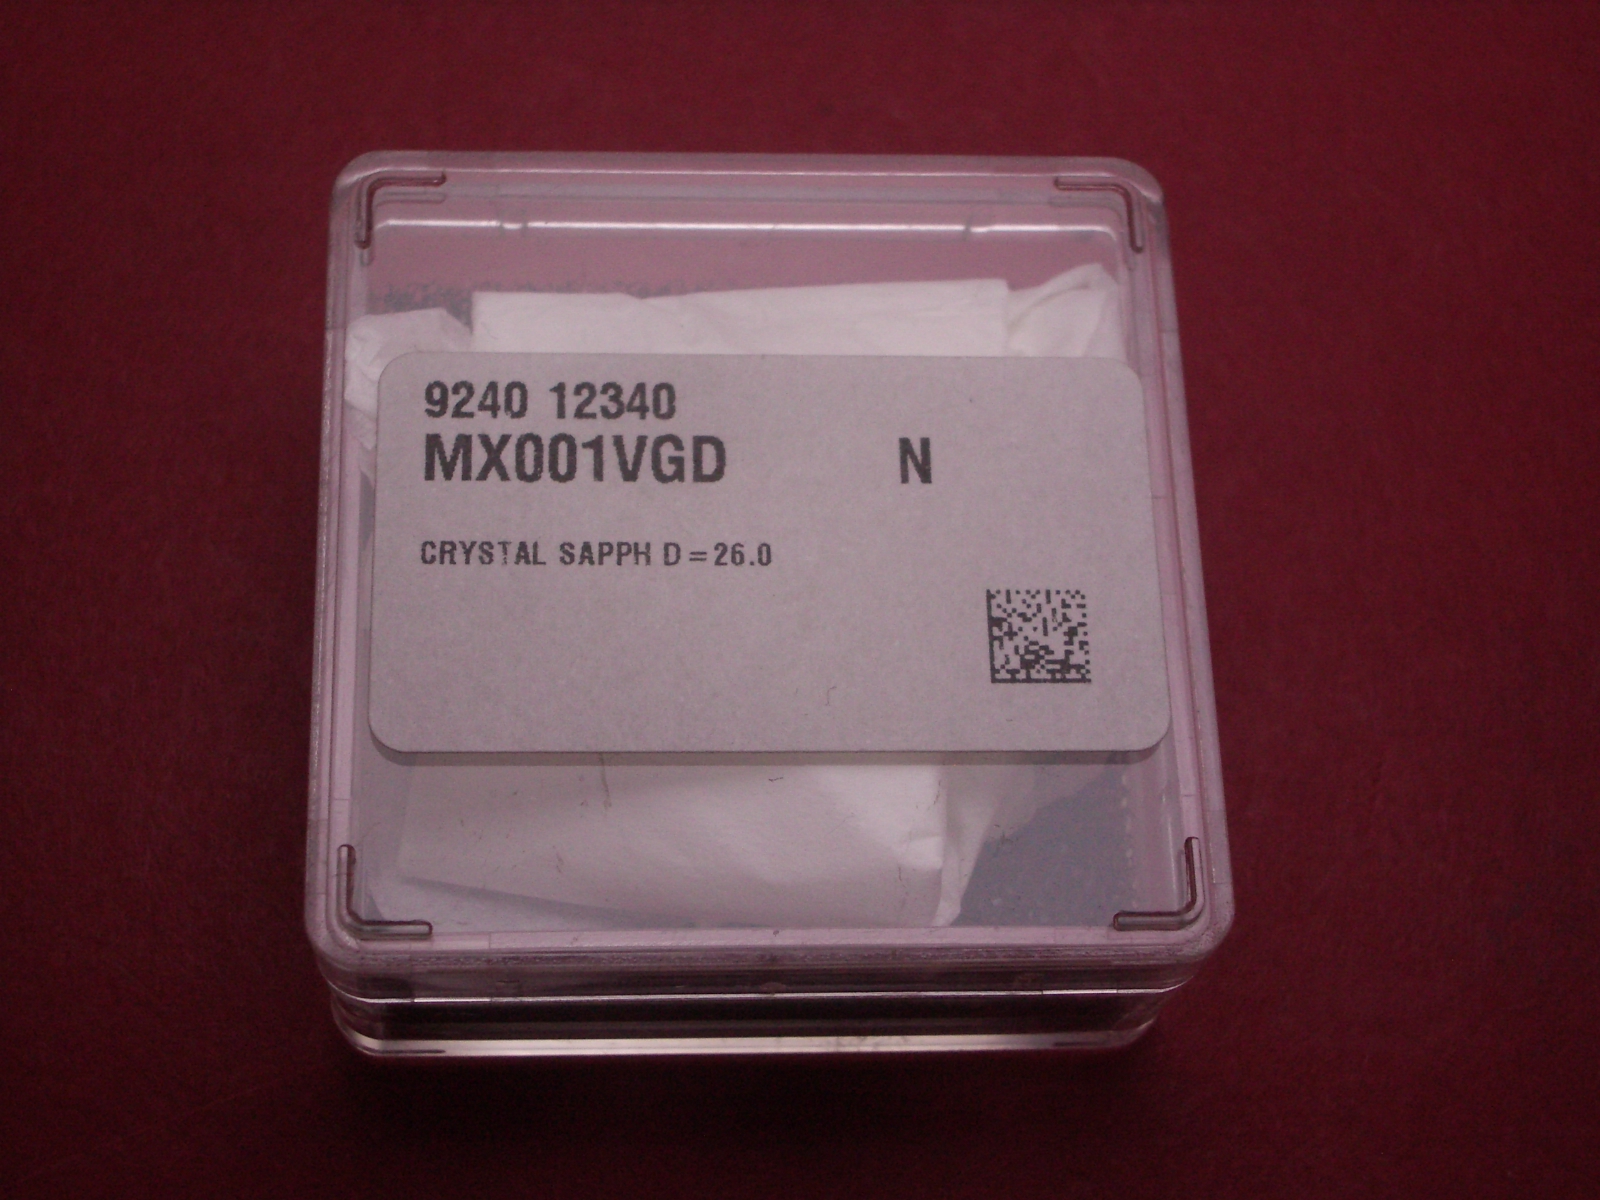 9240 12340
MX001VGD N
CRYSTAL SAPPH D=26.0